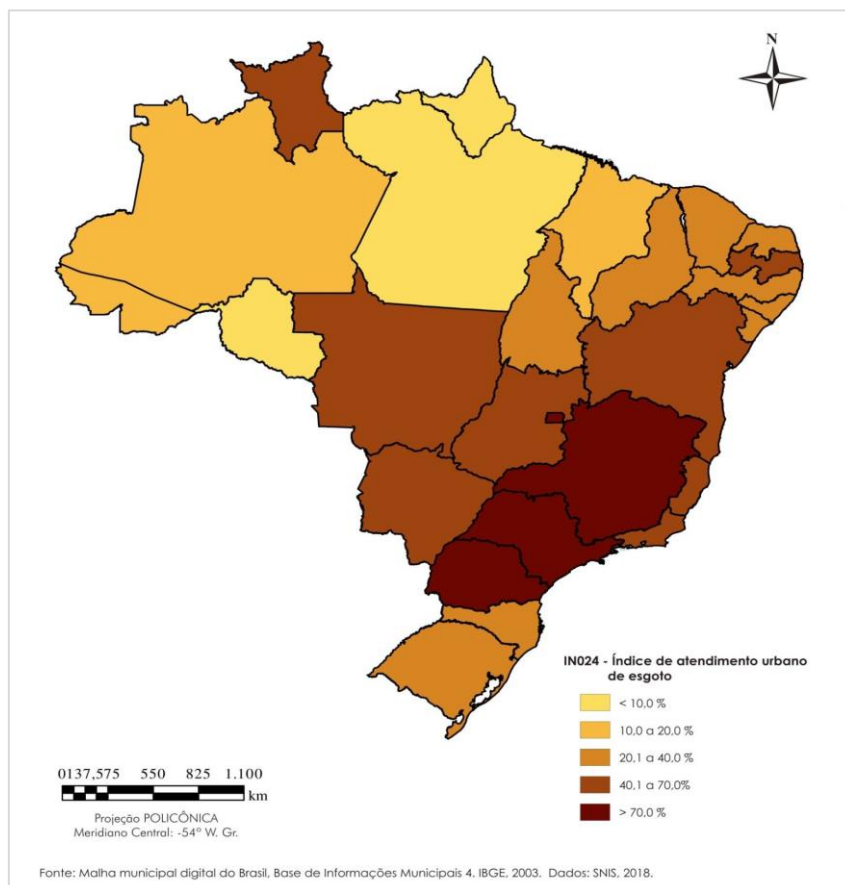 N
IN024 - Índice de atendimento urbano
de esgoto
< 10,0 %
10,0 a 20,0 %
20,1 a 40,0 %
40,1 a 70,0%
> 70,0 %
0137,575 550 825 1.100
km
Projeção POLICÔNICA
Meridiano Central: -54° W. Gr.
Fonte: Malha municipal digital do Brasil, Base de Informações Municipais 4. IBGE, 2003. Dados: SNIS, 2018.